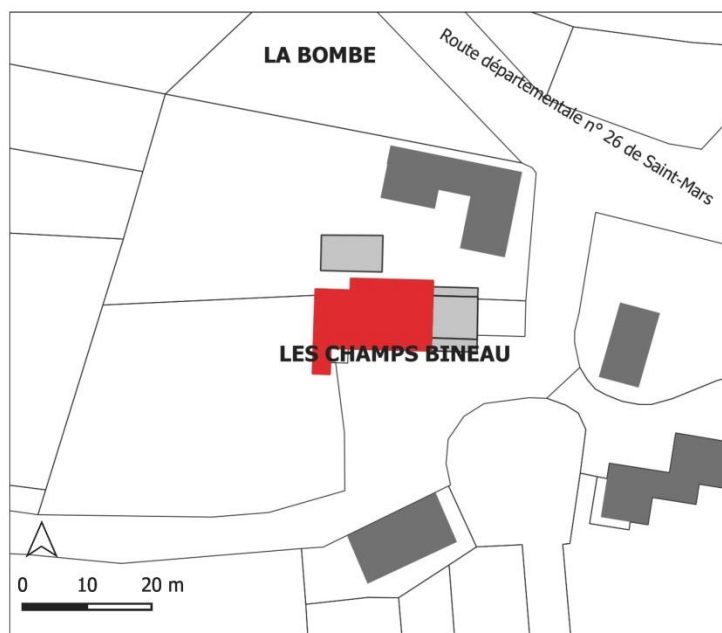 LA BOMBE
Route départementale n° 26 de Saint-Mars
LES CHAMPS BINEAU
0 10 20 m